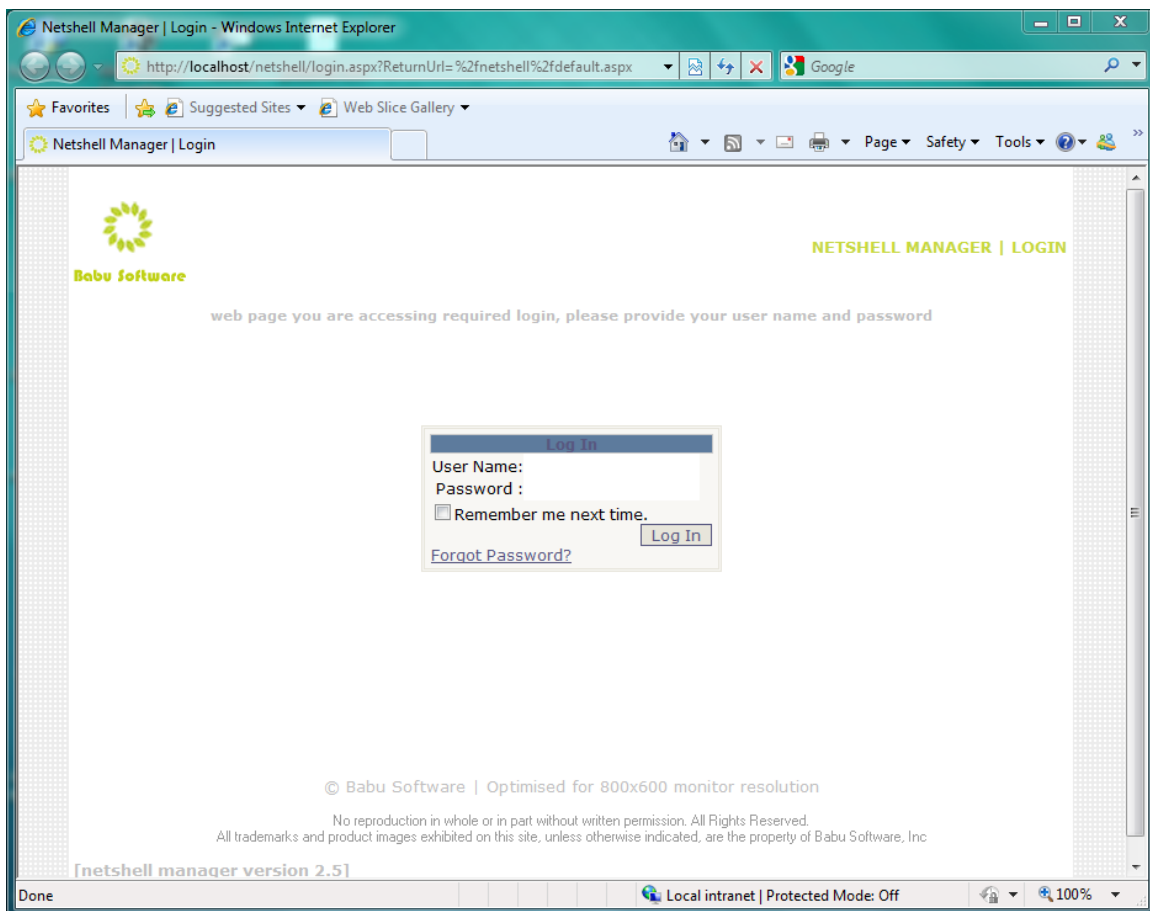 Netshell Manager | Login - Windows Internet Explorer
http://localhost/netshell/login.aspx?ReturnUrl=%2fnetshell%2fdefault.aspx
Google
Favorites
Suggested Sites
Web Slice Gallery
Netshell Manager | Login
Page
Safety
Tools
Babu Software
NETSHELL MANAGER | LOGIN
web page you are accessing required login, please provide your user name and password
Log In
User Name:
Password :
Remember me next time.
Log In
Forgot Password?
© Babu Software | Optimised for 800x600 monitor resolution
No reproduction in whole or in part without written permission. All Rights Reserved.
All trademarks and product images exhibited on this site, unless otherwise indicated, are the property of Babu Software, Inc
[netshell manager version 2.5]
Done
Local intranet | Protected Mode: Off
100%